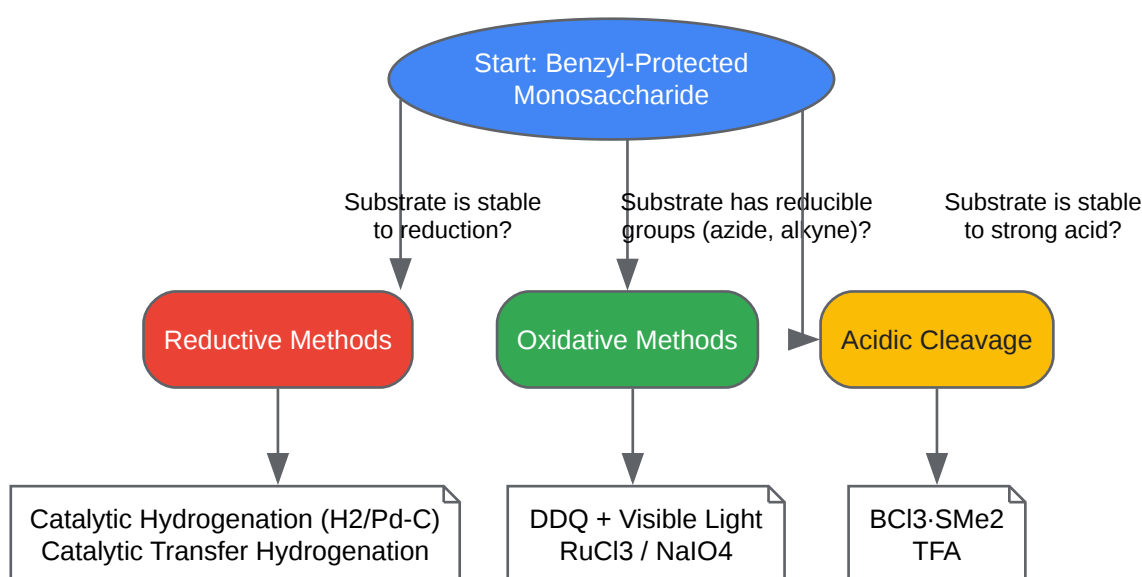 Start: Benzyl-Protected
Monosaccharide
Substrate is stable
to reduction?
Substrate has reducible
groups (azide, alkyne)?
Substrate is stable
to strong acid?
Reductive Methods
Oxidative Methods
Acidic Cleavage
Catalytic Hydrogenation (H2/Pd-C)
Catalytic Transfer Hydrogenation
DDQ + Visible Light
RuCl3 / NaIO4
BCl3·SMe2
TFA